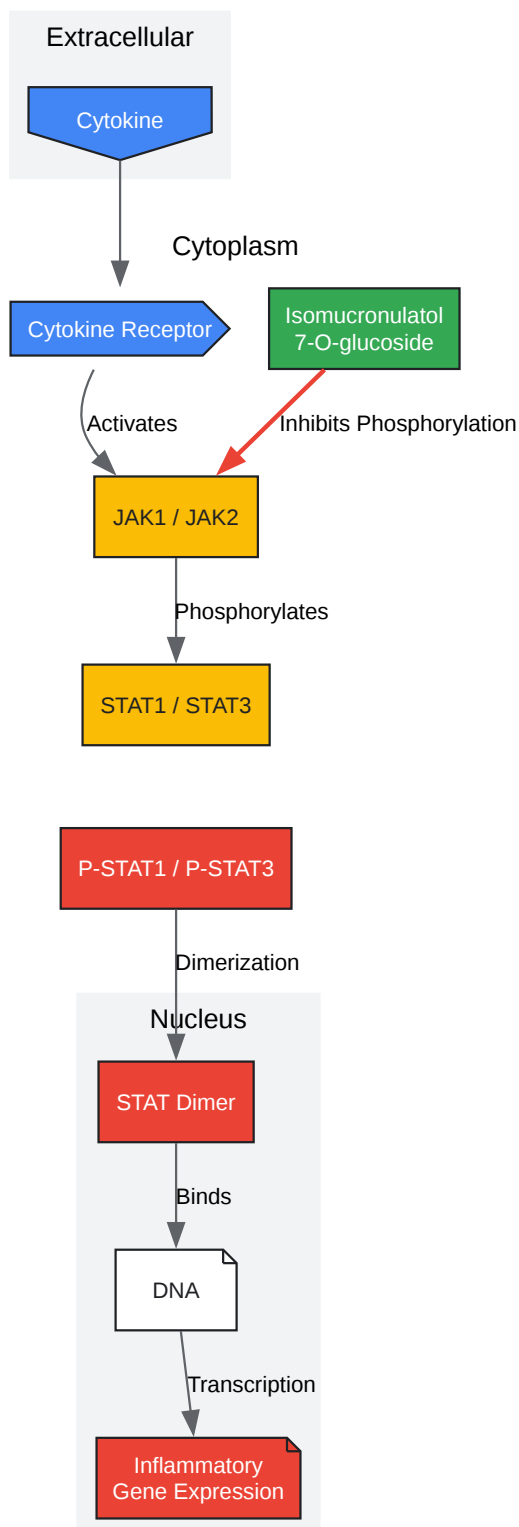 Extracellular
Cytokine
Cytoplasm
Cytokine Receptor
Isomucronulatol
7-O-glucoside
Activates
Inhibits Phosphorylation
JAK1 / JAK2
Phosphorylates
STAT1 / STAT3
P-STAT1 / P-STAT3
Dimerization
Nucleus
STAT Dimer
Binds
DNA
Transcription
Inflammatory
Gene Expression